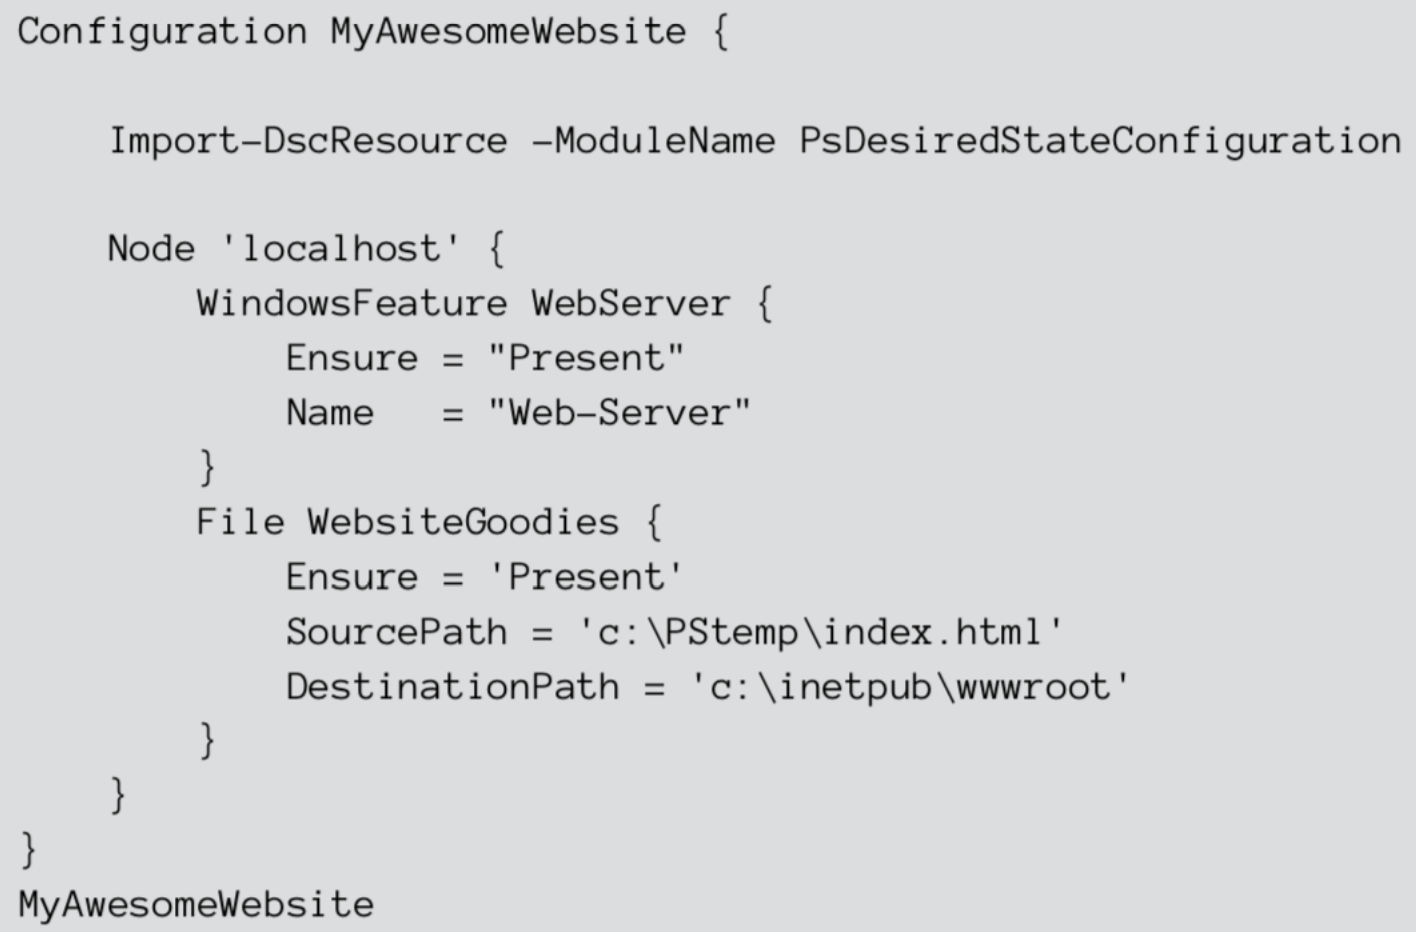 Configuration MyAwesomeWebsite {
Import-DscResource -ModuleName PsDesiredStateConfiguration
Node 'localhost' {
WindowsFeature WebServer {
Ensure = "Present"
Name   = "Web-Server"
}
File WebsiteGoodies {
Ensure = 'Present'
SourcePath = 'c:\PStemp\index.html'
DestinationPath = 'c:\inetpub\wwwroot'
}
}
}
MyAwesomeWebsite